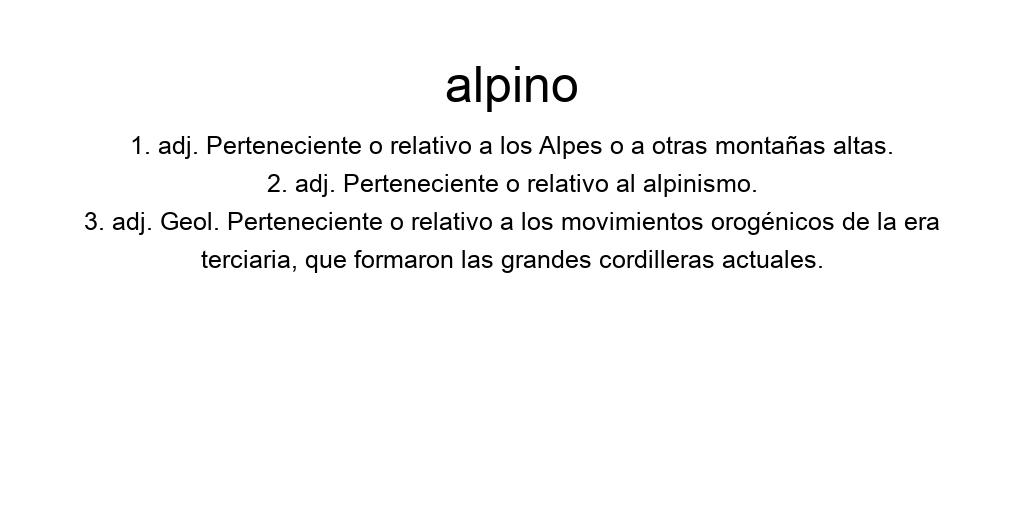 alpino
1. adj. Perteneciente o relativo a los Alpes o a otras montañas altas.
2. adj. Perteneciente o relativo al alpinismo.
3. adj. Geol. Perteneciente o relativo a los movimientos orogénicos de la era
terciaria, que formaron las grandes cordilleras actuales.